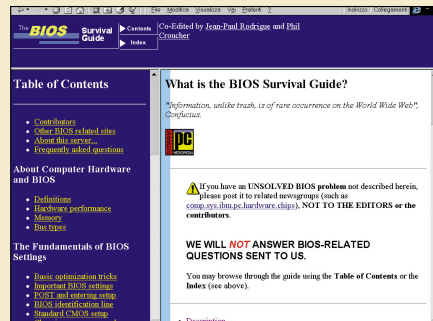 File Modifica Visualizza Vai Preferiti ? Indirizzo Collegamenti
The BIOS Survival Guide
Contents
Index
Co-Edited by Jean-Paul Rodrigue and Phil
Croucher
Table of Contents
Contributors
Other BIOS related sites
About this server...
Frequently asked questions
About Computer Hardware
and BIOS
Definitions
Hardware performance
Memory
Bus types
The Fundamentals of BIOS
Settings
Basic optimization tricks
Important BIOS settings
POST and entering setup
BIOS identification line
Standard CMOS setup
What is the BIOS Survival Guide?
"Information, unlike trash, is of rare occurrence on the World Wide Web",
Confucius.
PC
WEBOPEDIA
If you have an UNSOLVED BIOS problem not described herein,
please post it to related newsgroups (such as
comp.sys.ibm.pc.hardware.chips), NOT TO THE EDITORS or the
contributors.
WE WILL NOT ANSWER BIOS-RELATED
QUESTIONS SENT TO US.
You may browse through the guide using the Table of Contents or the
Index (see above).
Description